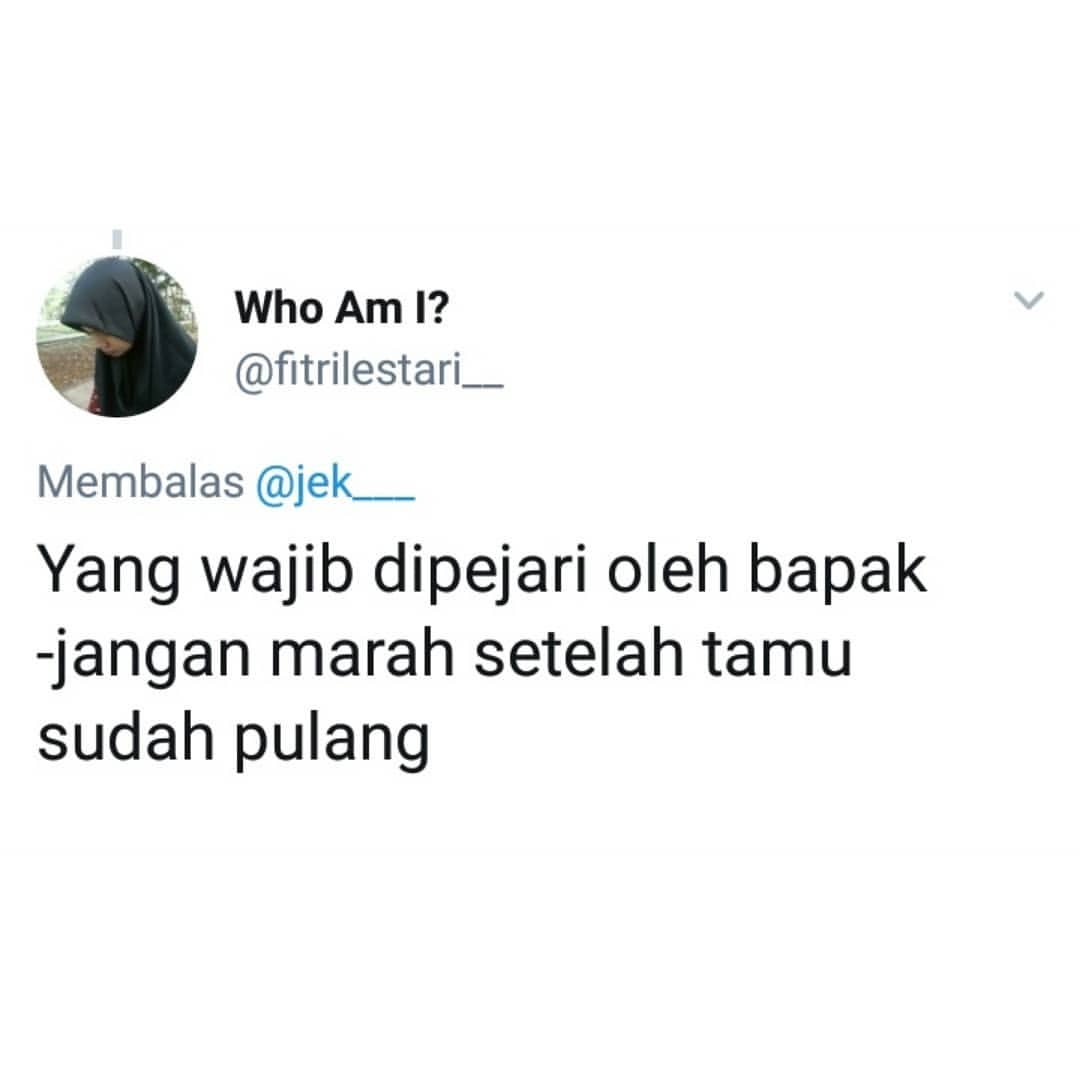 Who Am I?
@fitrilestari__
Membalas @jek___
Yang wajib dipejari oleh bapak
-jangan marah setelah tamu
sudah pulang